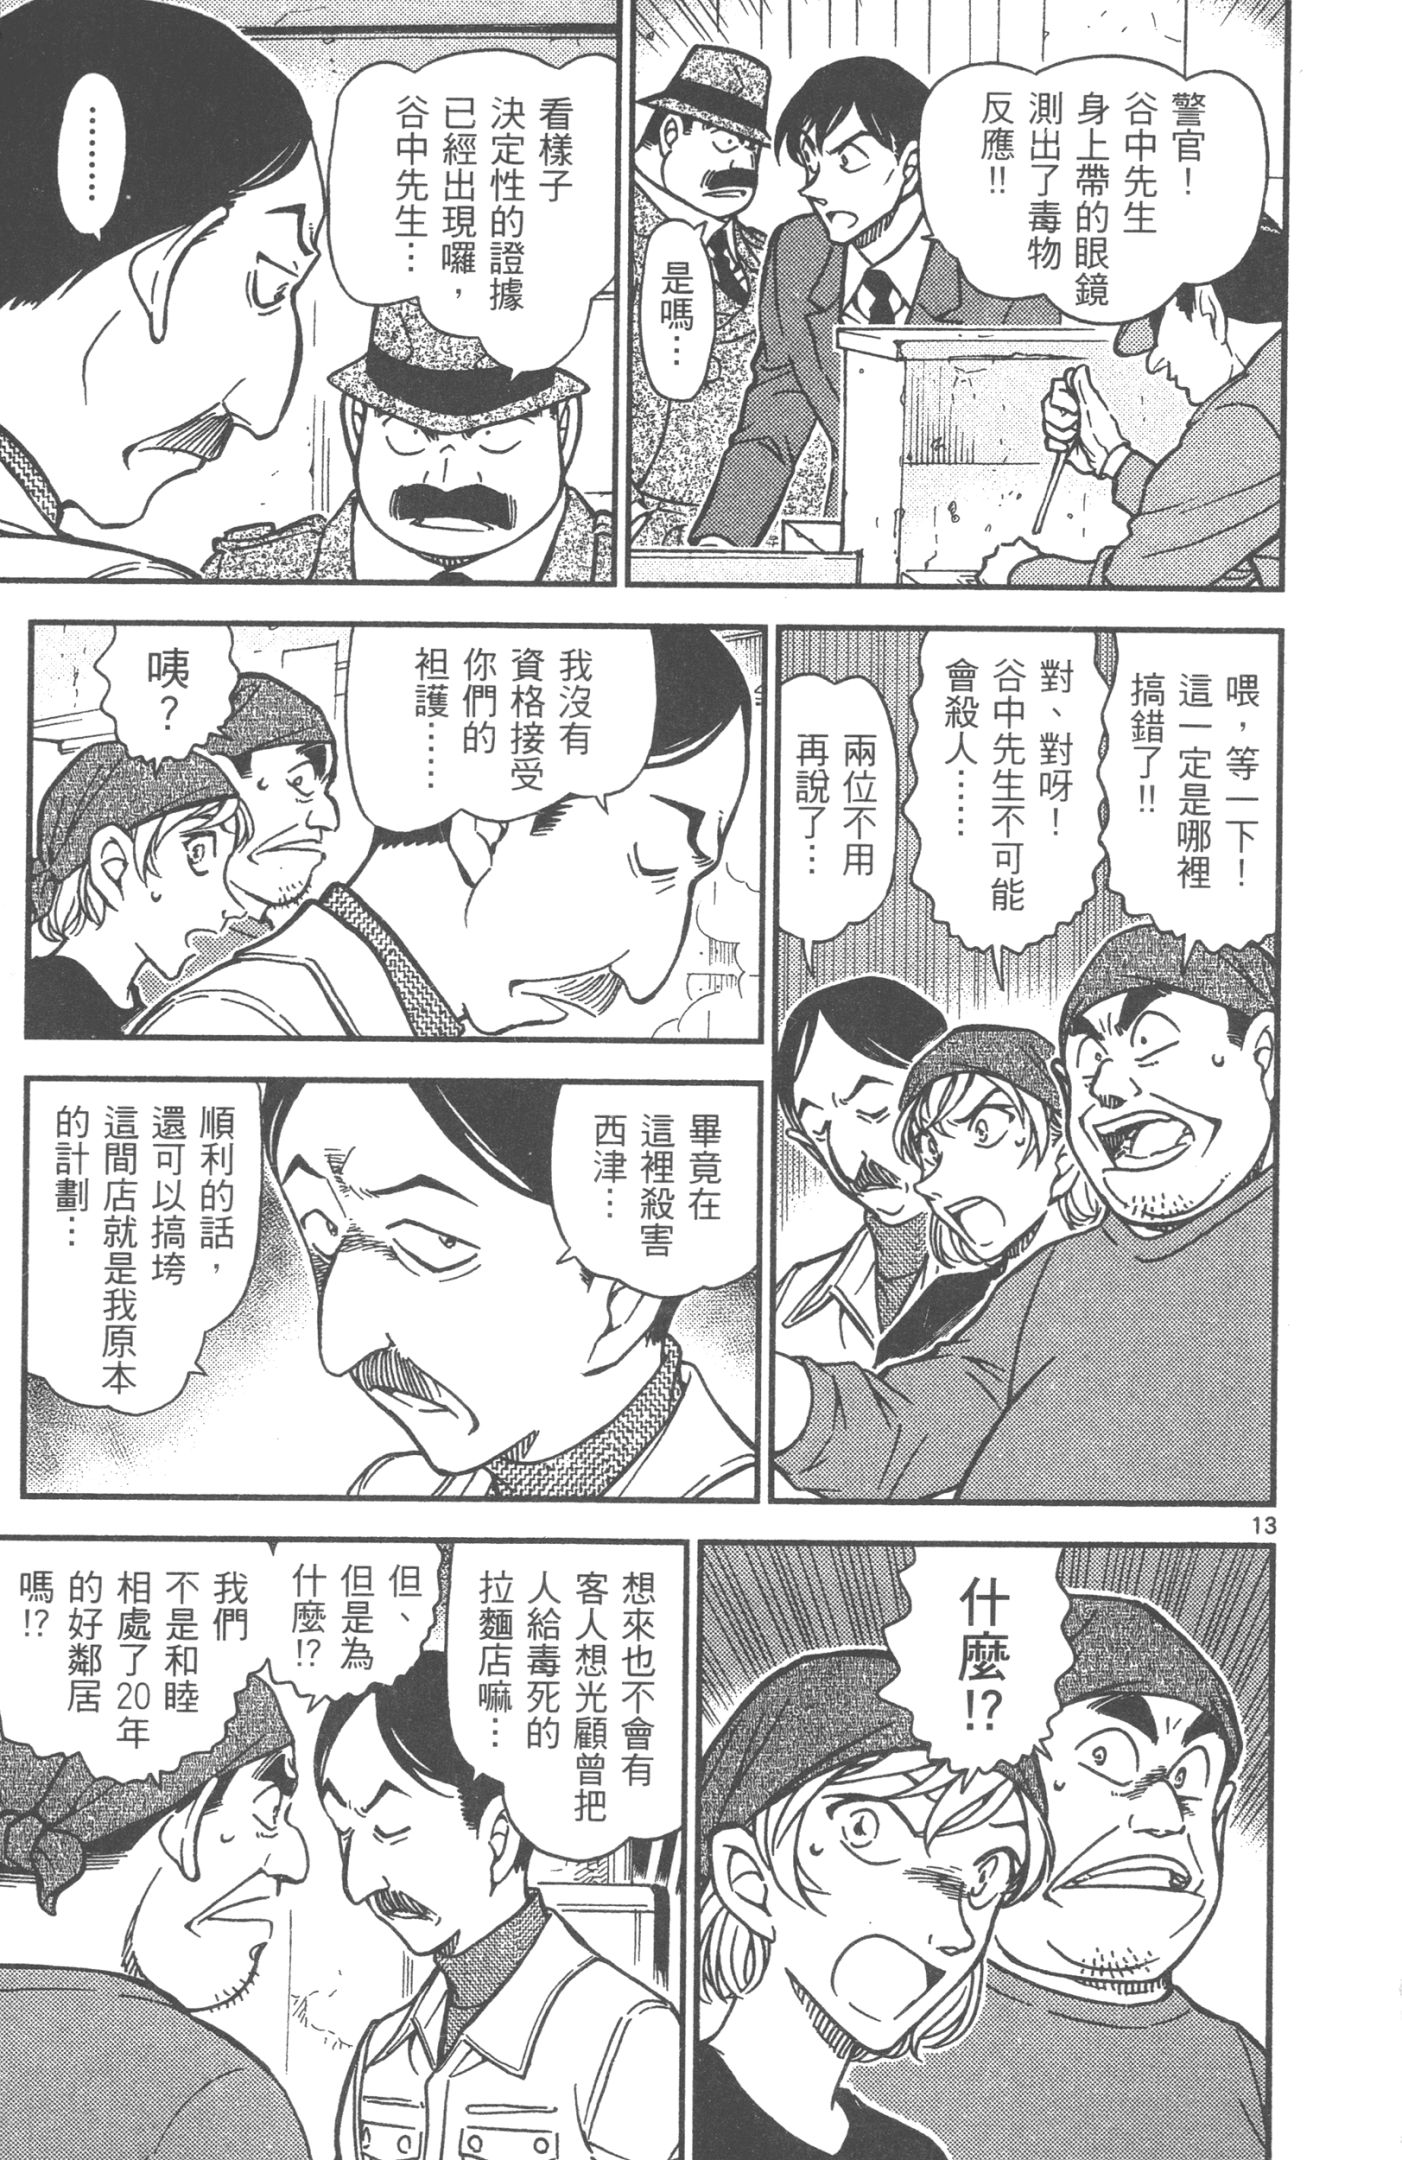 警官！
谷中先生
身上帶的眼鏡
測出了毒物
反應!!
是嗎…
看樣子
決定性的證據
已經出現囉，
谷中先生…
………
喂，等一下！
這一定是哪裡
搞錯了!!
對、對呀！
谷中先生不可能
會殺人……
兩位不用
再說了…
我沒有
資格接受
你們的
袒護……
咦？
畢竟在
這裡殺害
西津…
順利的話，
還可以搞垮
這間店就是我原本
的計劃…
13
什麼!?
想來也不會有
客人想光顧曾把
人給毒死的
拉麵店嘛…
但、
但是為
什麼!?
我們
不是和睦
相處了20年
的好鄰居
嗎!?